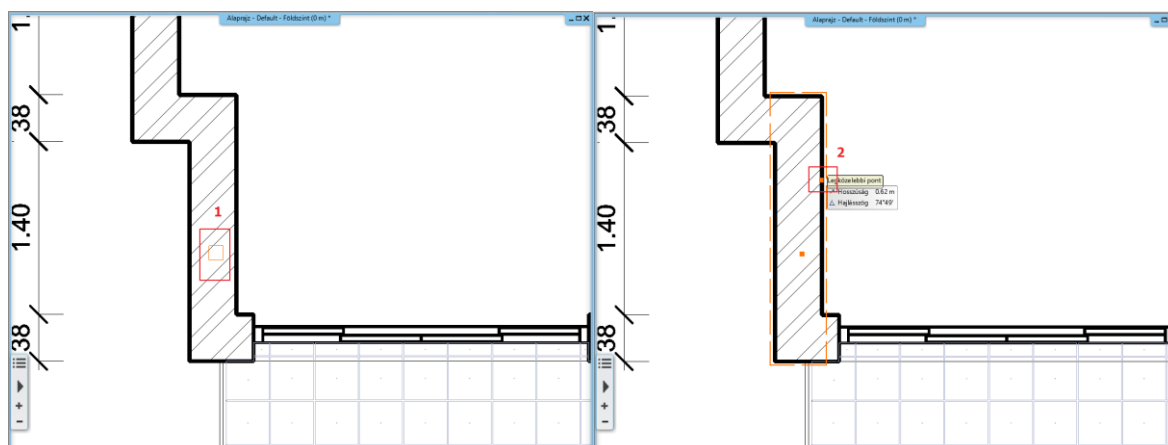 Alaprajz - Default - Földszint (0 m) *
1.
38
1.40
38
1
Alaprajz - Default - Földszint (0 m) *
1.
38
1.40
38
2
Legközelebbi pont
Hosszúság 0.62 m
Hajlásszög 74°49'